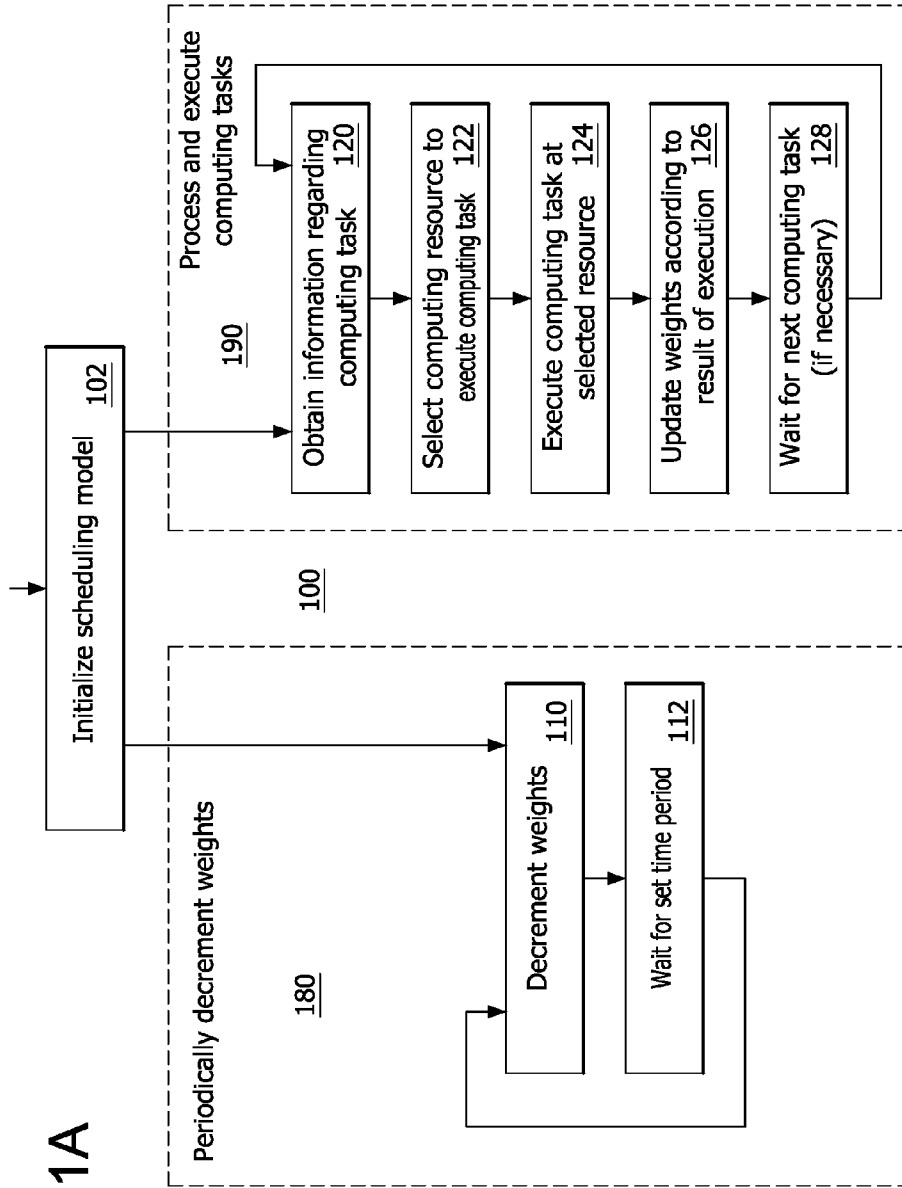 1A
Initialize scheduling model
102
100
Periodically decrement weights
180
Decrement weights
110
Wait for set time period
112
Process and execute
computing tasks
190
Obtain information regarding
computing task
120
Select computing resource to
execute computing task
122
Execute computing task at
selected resource
124
Update weights according to
result of execution
126
Wait for next computing task
(if necessary)
128